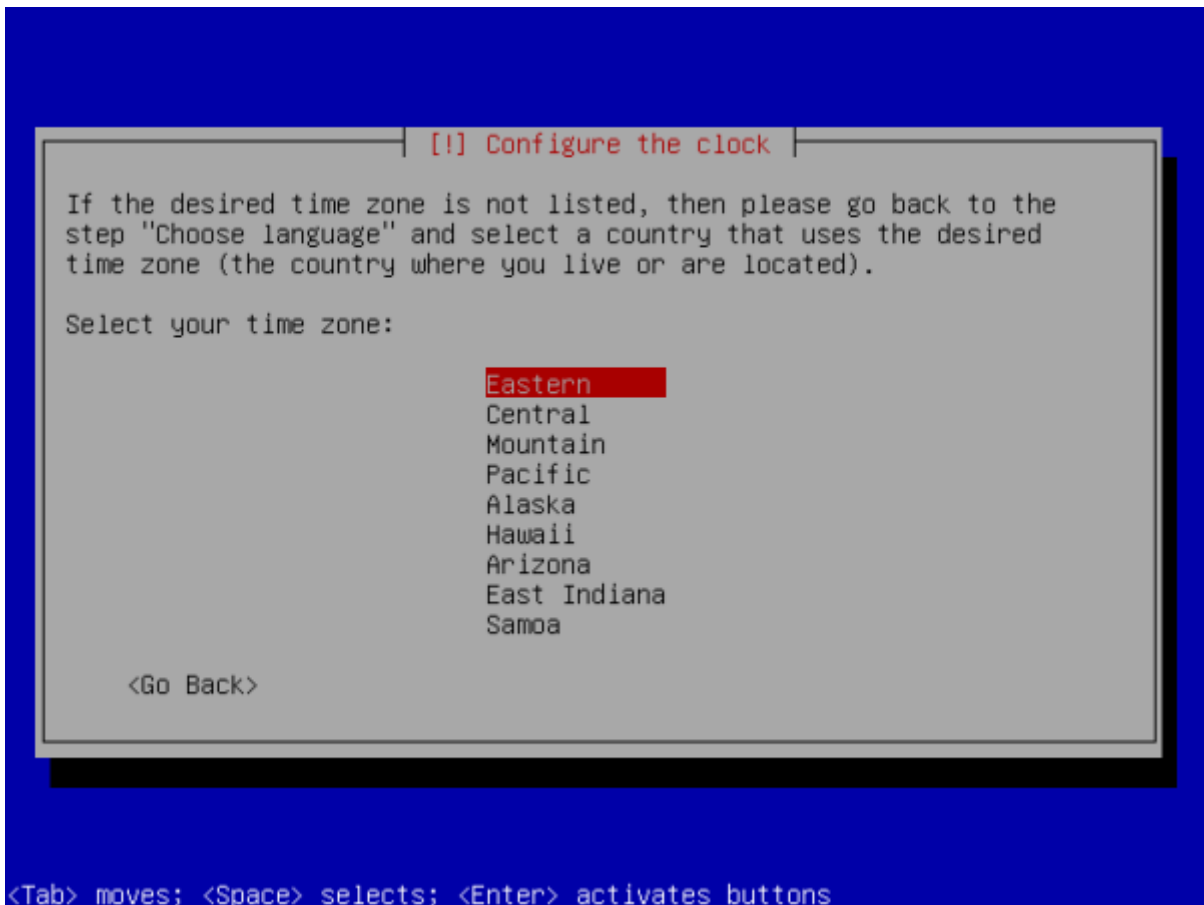 [!] Configure the clock
If the desired time zone is not listed, then please go back to the
step "Choose language" and select a country that uses the desired
time zone (the country where you live or are located).
Select your time zone:
Eastern
Central
Mountain
Pacific
Alaska
Hawaii
Arizona
East Indiana
Samoa
<Go Back>
<Tab> moves; <Space> selects; <Enter> activates buttons